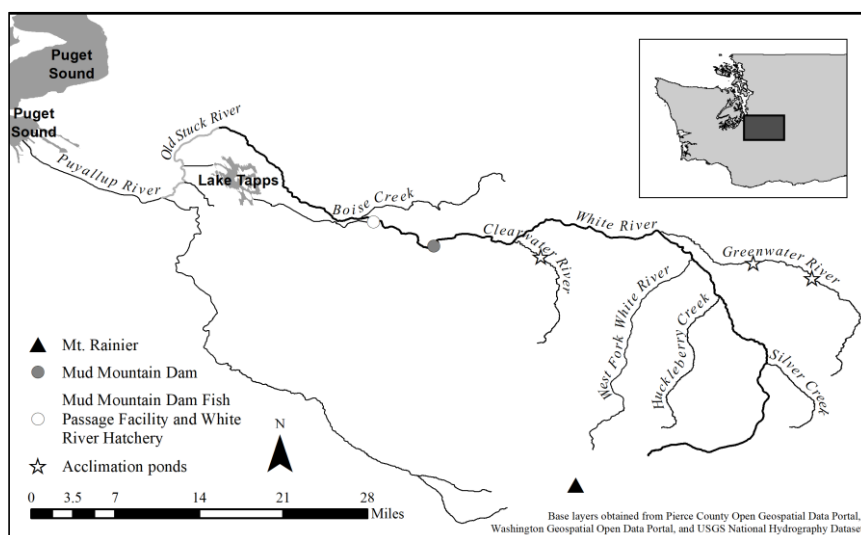 Puget
Sound
Puget
Sound
Old Stuck River
Puyallup River
Lake Tapps
Boise Creek
Clearwater River
White River
Greenwater River
West Fork White River
Huckleberry Creek
Silver Creek
Mt. Rainier
Mud Mountain Dam
Mud Mountain Dam Fish
Passage Facility and White
River Hatchery
Acclimation ponds
N
0 3.5 7 14 21 28
Miles
Base layers obtained from Pierce County Open Geospatial Data Portal,
Washington Geospatial Open Data Portal, and USGS National Hydrography Dataset